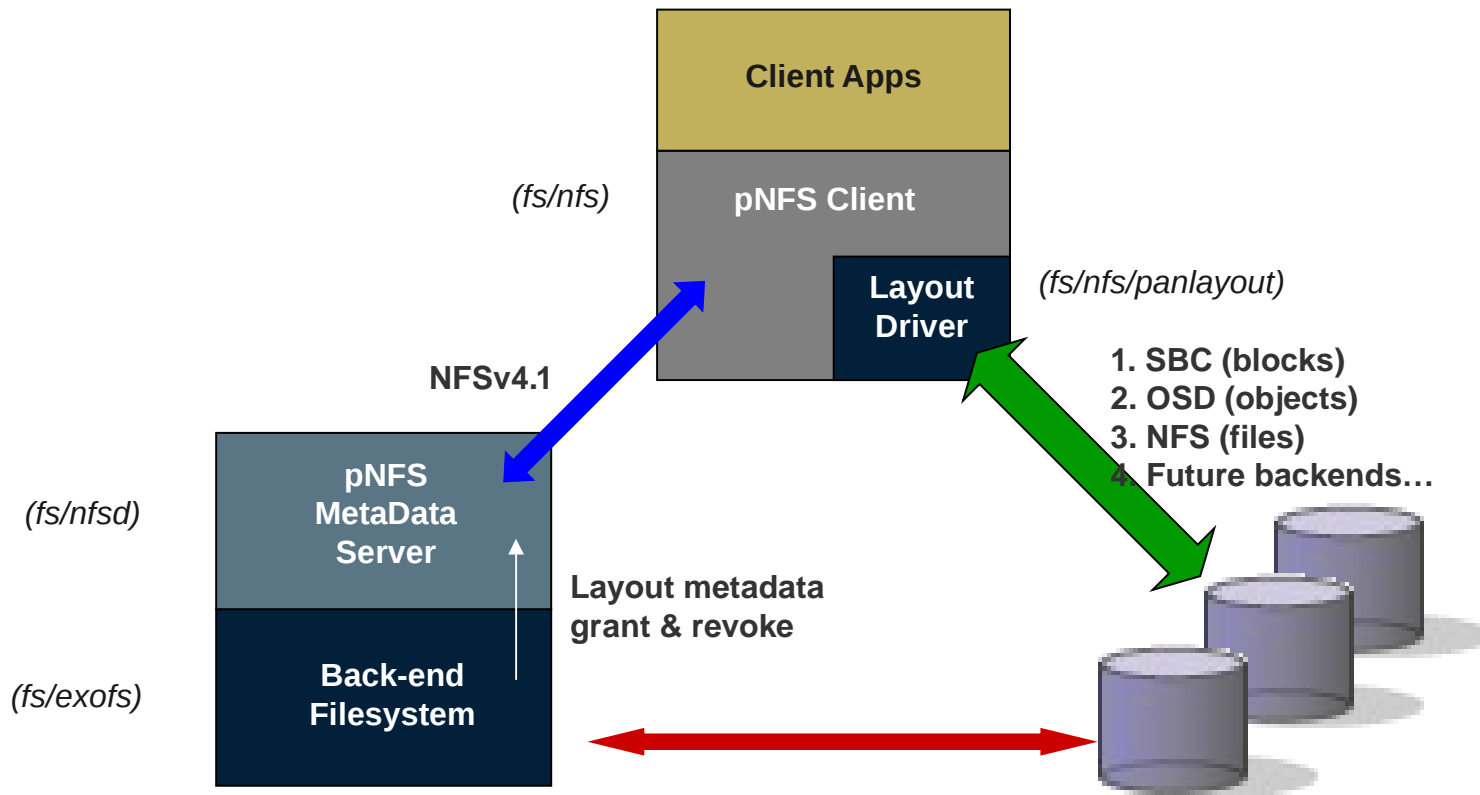 Client Apps
(fs/nfs)
pNFS Client
Layout
Driver
(fs/nfs/panlayout)
1. SBC (blocks)
2. OSD (objects)
3. NFS (files)
4. Future backends…
NFSv4.1
pNFS
MetaData
Server
(fs/nfsd)
Layout metadata
grant & revoke
Back-end
Filesystem
(fs/exofs)